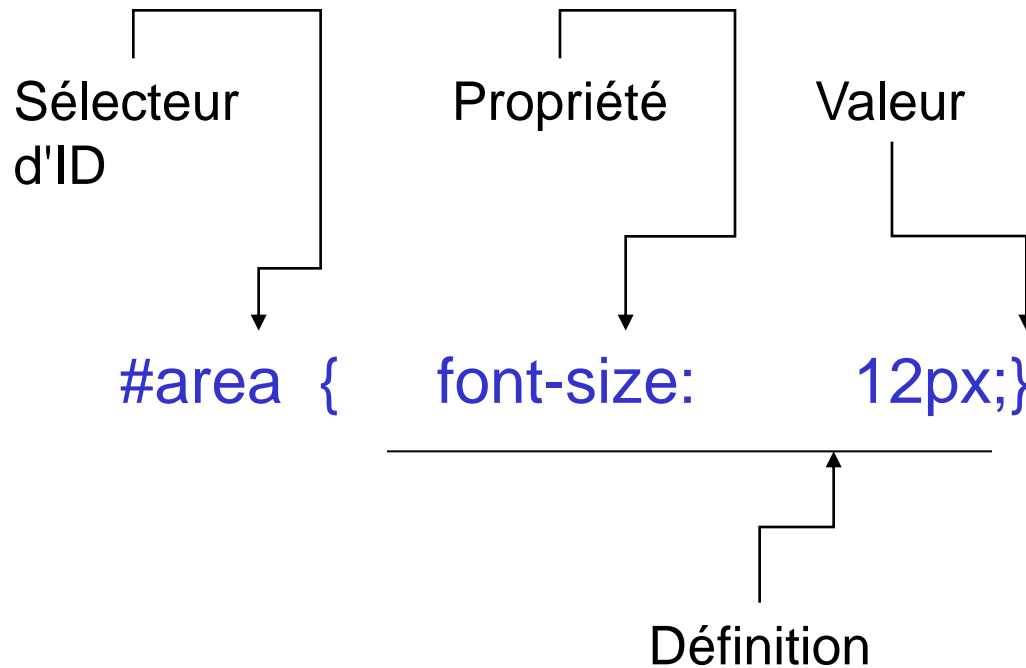 Sélecteur
d'ID
Propriété
Valeur
#area { font-size: 12px;}
Définition